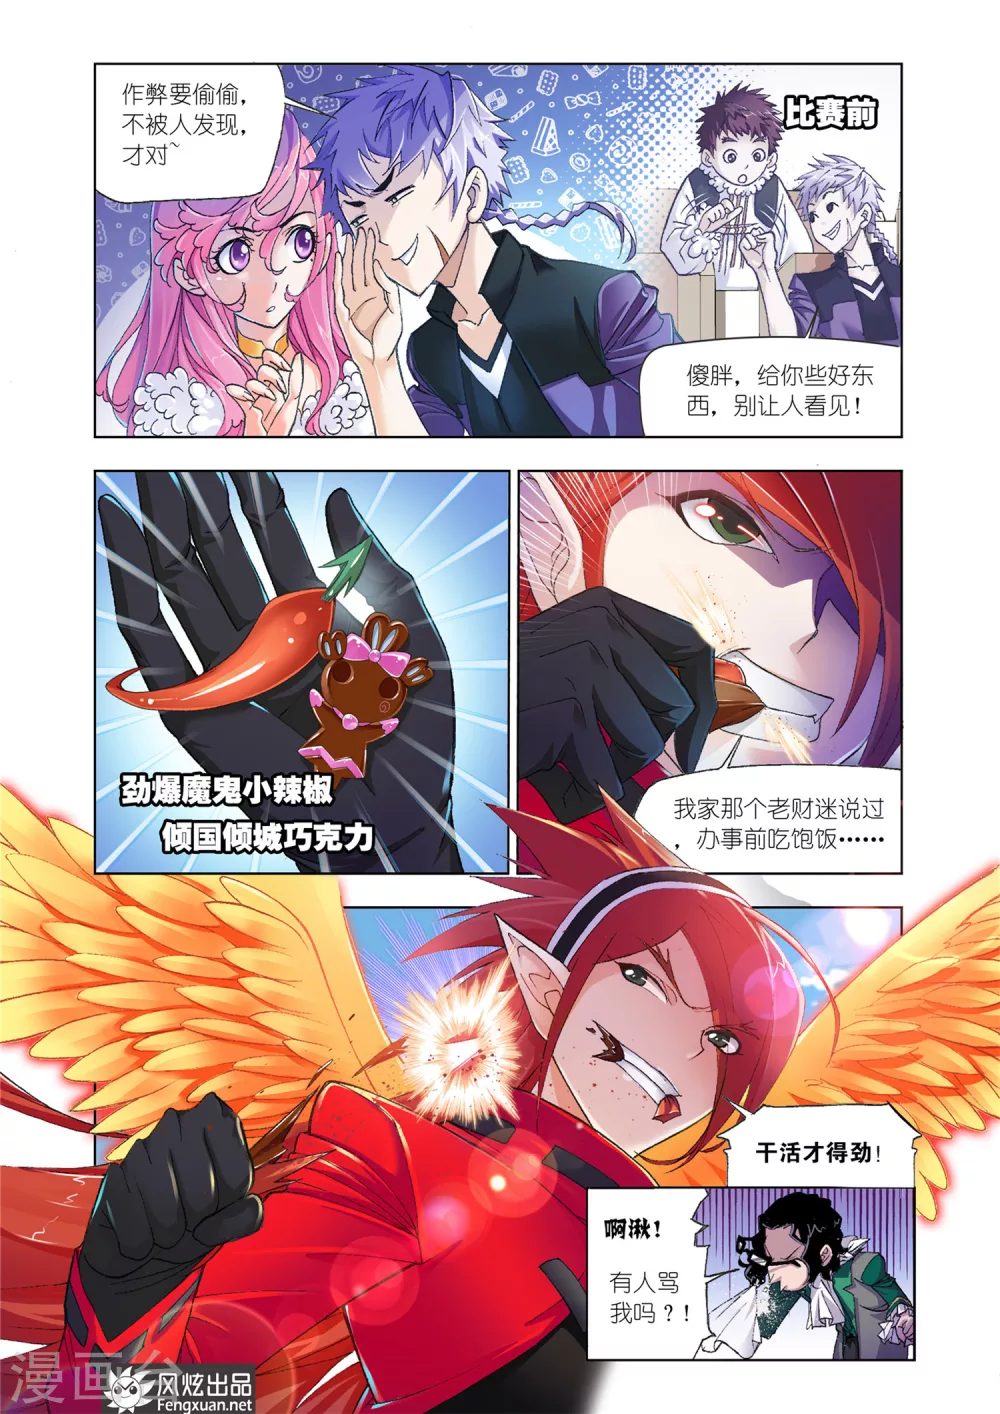 作弊要偷偷，
不被人发现，
才对~
比赛前
傻胖，给你些好东
西，别让人看见！
劲爆魔鬼小辣椒
倾国倾城巧克力
我家那个老财迷说过
，办事前吃饱饭……
干活才得劲！
啊湫！
有人骂
我吗？！
漫画台
风炫出品
Fengxuan.net